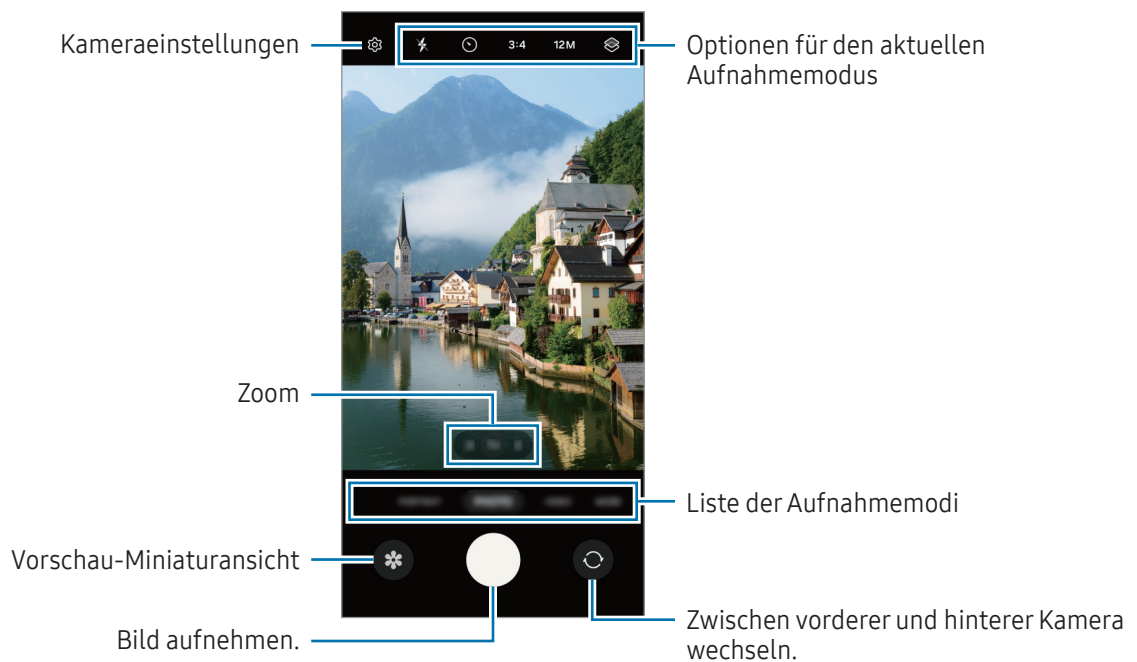 Kameraeinstellungen
3:4
12M
Optionen für den aktuellen
Aufnahmemodus
Zoom
Liste der Aufnahmemodi
Vorschau-Miniaturansicht
Bild aufnehmen.
Zwischen vorderer und hinterer Kamera
wechseln.